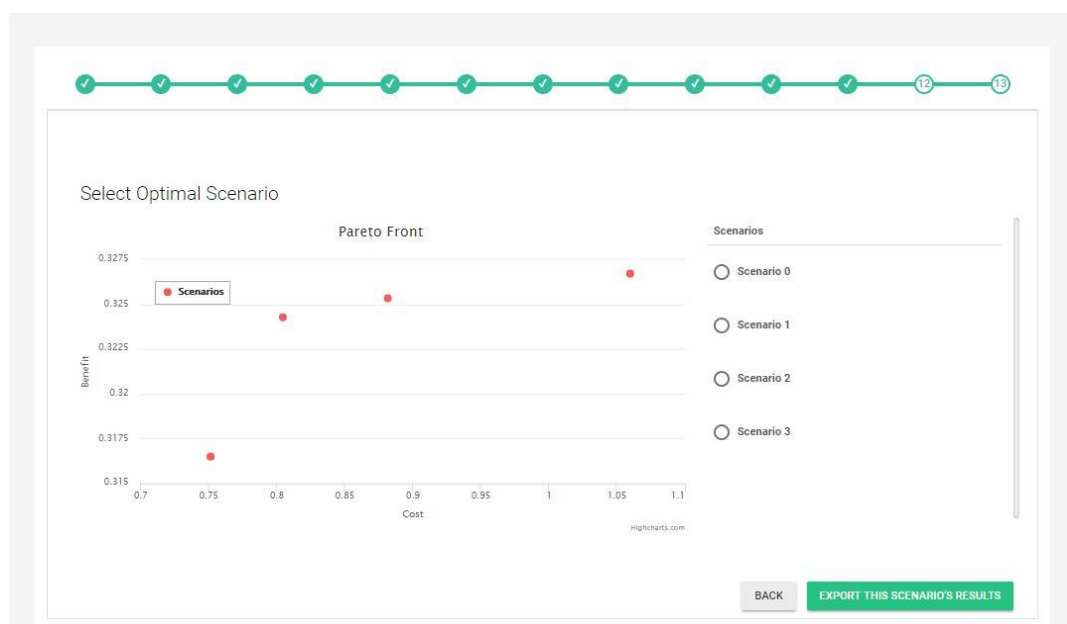 12 13
Select Optimal Scenario
Pareto Front
0.3275
0.325
0.3225
0.32
0.3175
0.315
Benefit
Scenarios
0.7 0.75 0.8 0.85 0.9 0.95 1 1.05 1.1
Cost
Highcharts.com
Scenarios
Scenario 0
Scenario 1
Scenario 2
Scenario 3
BACK EXPORT THIS SCENARIO'S RESULTS